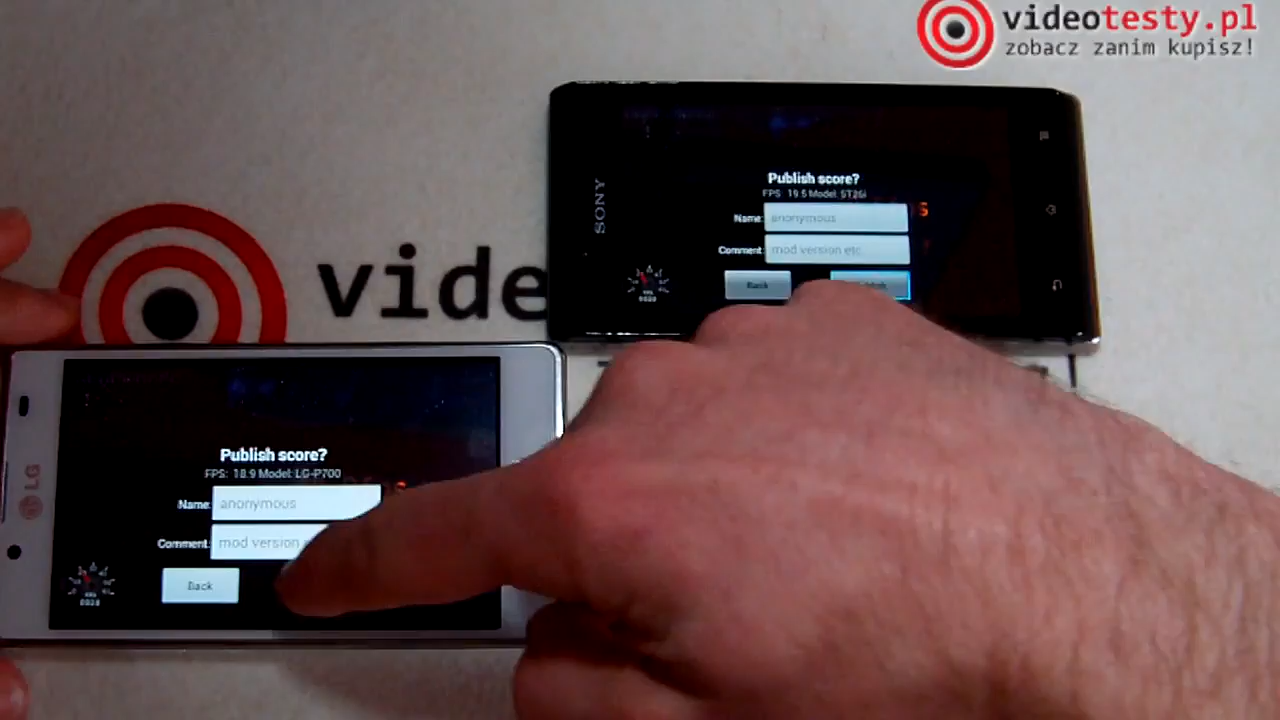 videotesty.pl
zobacz zanim kupisz!
SONY
Publish score?
FPS: 19.5 Model: ST26i
Name: anonymous
Comment: mod version etc
Back
vide
LG
Publish score?
FPS: 18.9 Model: LG-P700
Name: anonymous
Comment: mod version
Back